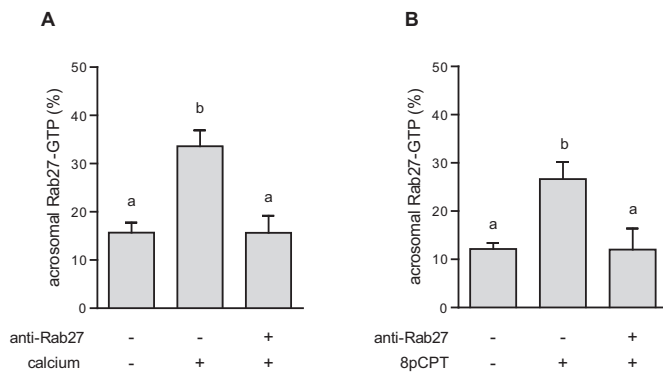 A
acrosomal Rab27-GTP (%)
50
40
30
20
10
0
a
b
a
anti-Rab27 - - +
calcium - + +
B
acrosomal Rab27-GTP (%)
50
40
30
20
10
0
a
b
a
anti-Rab27 - - +
8pCPT - + +